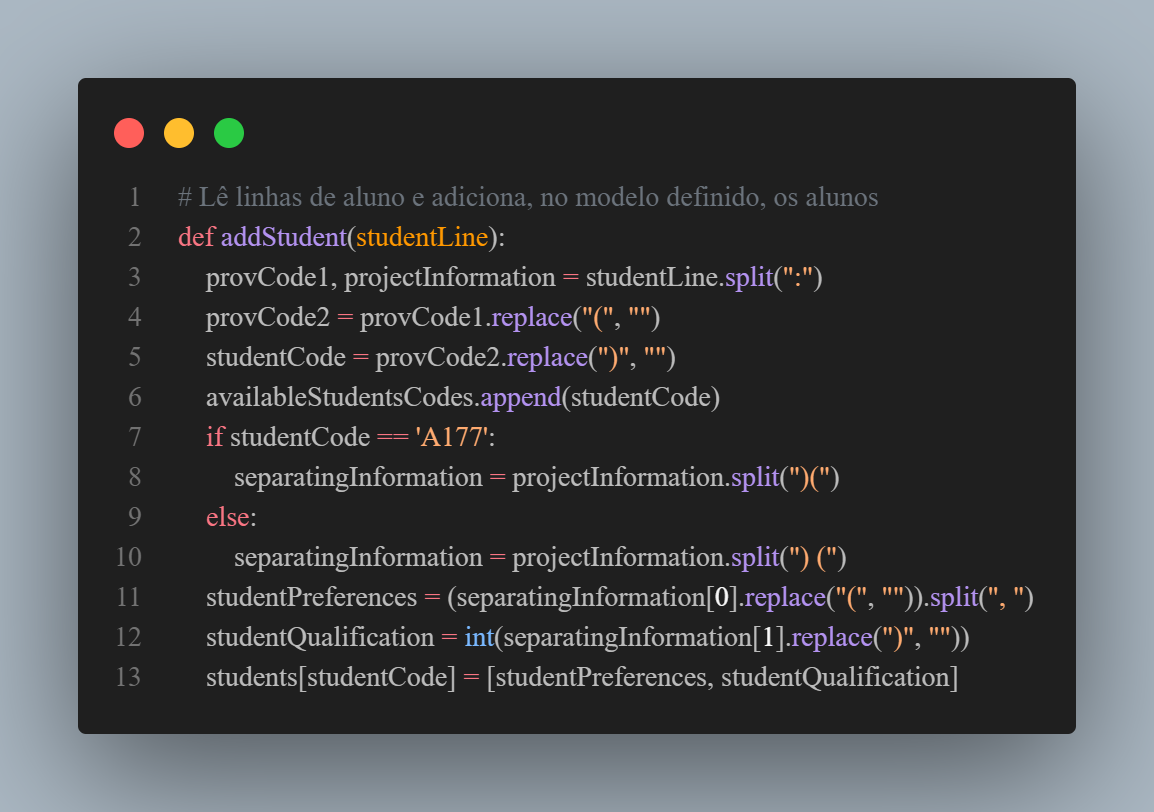 1 # Lê linhas de aluno e adiciona, no modelo definido, os alunos
2 def addStudent(studentLine):
3     provCode1, projectInformation = studentLine.split(":")
4     provCode2 = provCode1.replace("(", "")
5     studentCode = provCode2.replace(")", "")
6     availableStudentsCodes.append(studentCode)
7     if studentCode == 'A177':
8         separatingInformation = projectInformation.split(")(")
9     else:
10         separatingInformation = projectInformation.split(") (")
11     studentPreferences = (separatingInformation[0].replace("(", "")).split(", ")
12     studentQualification = int(separatingInformation[1].replace(")", ""))
13     students[studentCode] = [studentPreferences, studentQualification]